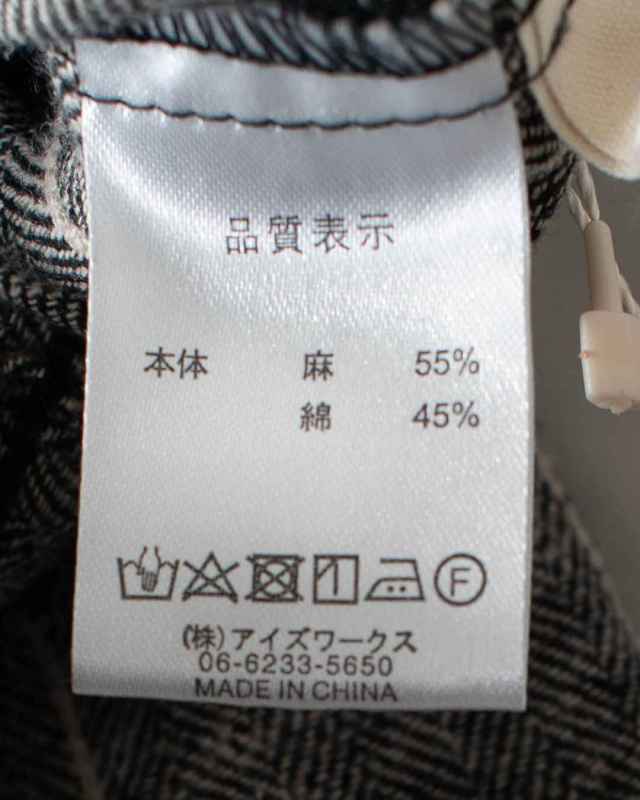 品質表示
本体 麻 55%
綿 45%
F
(株)アイズワークス
06-6233-5650
MADE IN CHINA